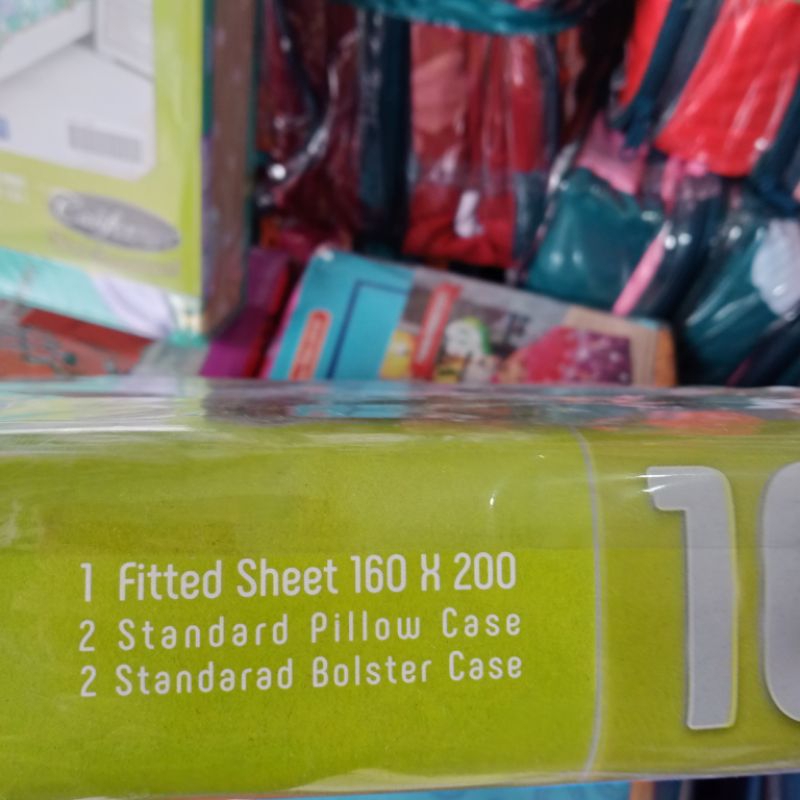 1 Fitted Sheet 160 X 200
2 Standard Pillow Case
2 Standarad Bolster Case